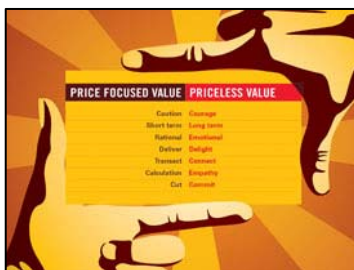 PRICE FOCUSED VALUE PRICELESS VALUE
Caution Courage
Short term Long term
Rational Emotional
Deliver Delight
Transact Connect
Calculation Empathy
Cut Commit